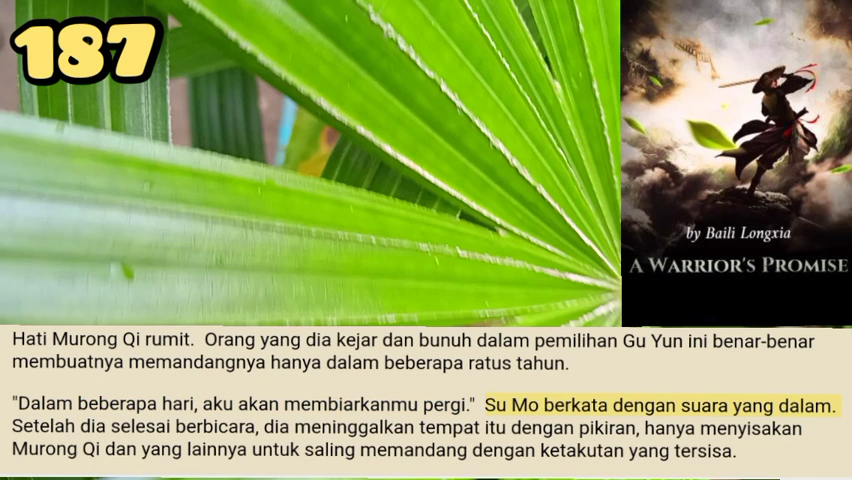 187
by Baili Longxia
A WARRIOR'S PROMISE
Hati Murong Qi rumit.  Orang yang dia kejar dan bunuh dalam pemilihan Gu Yun ini benar-benar
membuatnya memandangnya hanya dalam beberapa ratus tahun.
"Dalam beberapa hari, aku akan membiarkanmu pergi."  Su Mo berkata dengan suara yang dalam.
Setelah dia selesai berbicara, dia meninggalkan tempat itu dengan pikiran, hanya menyisakan
Murong Qi dan yang lainnya untuk saling memandang dengan ketakutan yang tersisa.